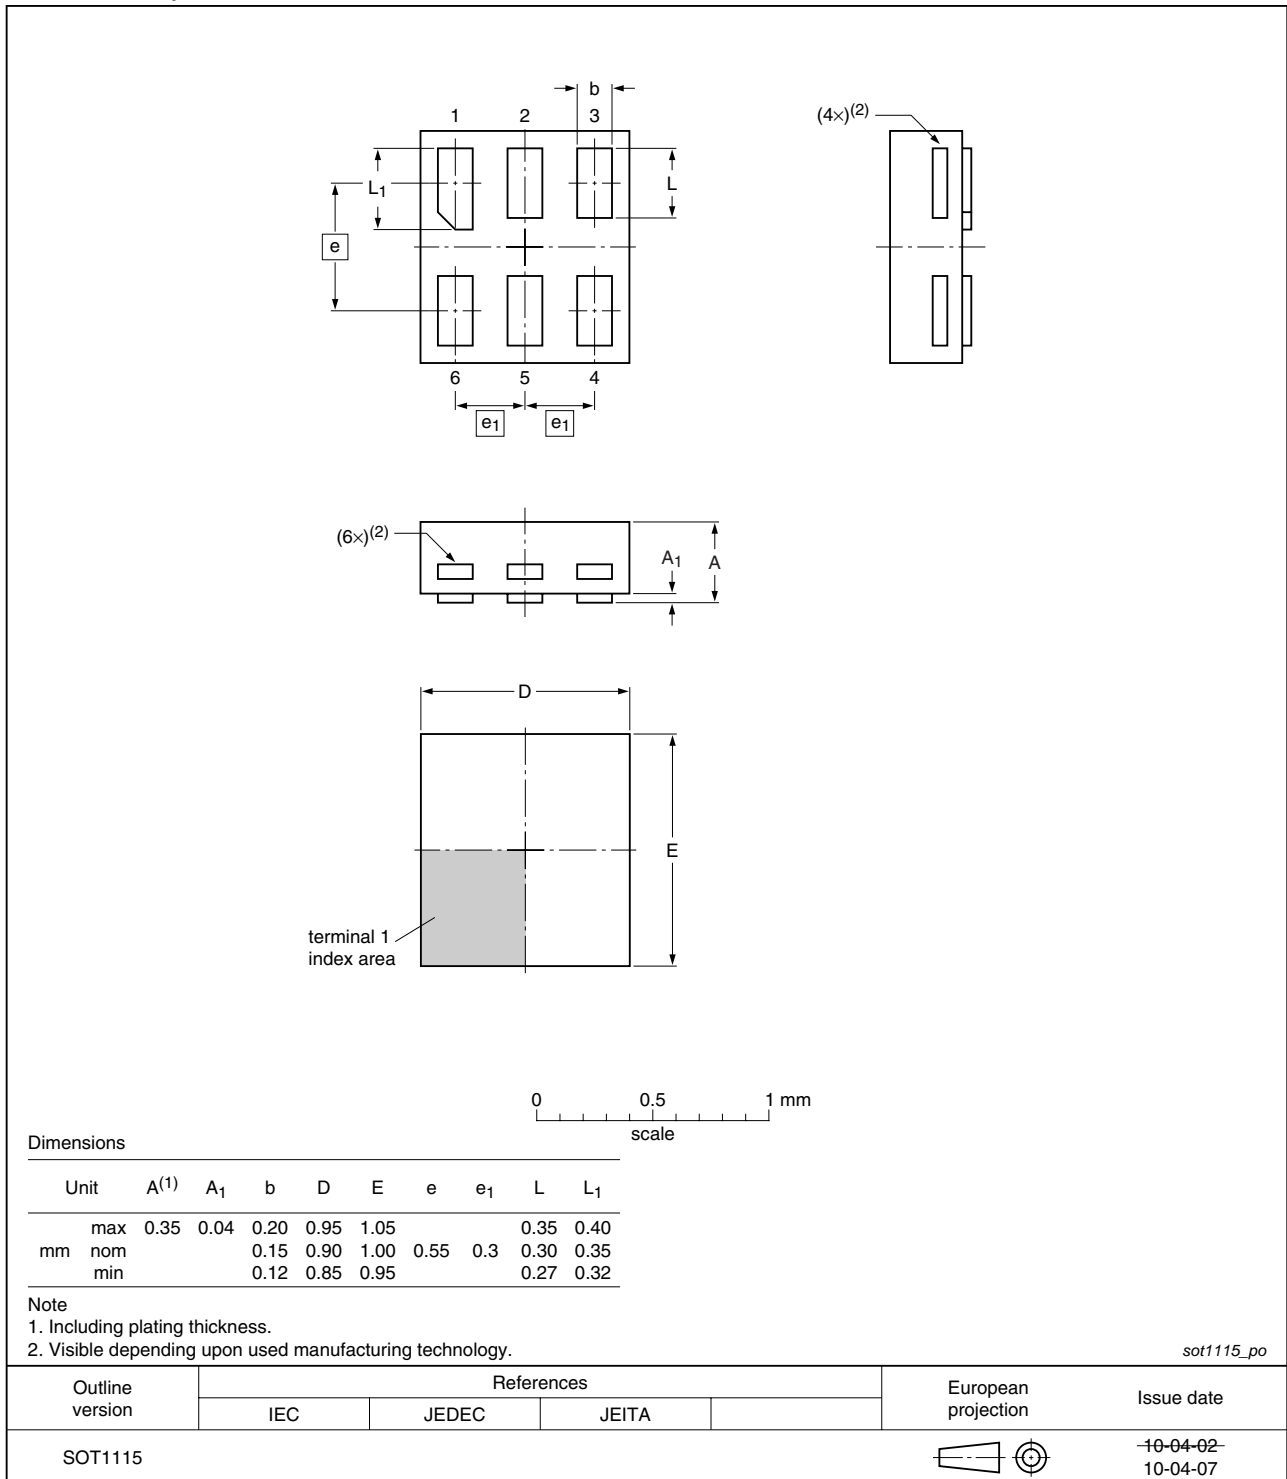 b
1 2 3
(4×)(2)
L1
L
e
6 5 4
e1 e1
(6×)(2)
A1 A
D
E
terminal 1
index area
0 0.5 1 mm
scale
Dimensions
Unit A(1) A1 b D E e e1 L L1
max 0.35 0.04 0.20 0.95 1.05 0.35 0.40
mm nom 0.15 0.90 1.00 0.55 0.3 0.30 0.35
min 0.12 0.85 0.95 0.27 0.32
Note
1. Including plating thickness.
2. Visible depending upon used manufacturing technology.
sot1115_po
Outline
version
References
IEC JEDEC JEITA
European
projection
Issue date
SOT1115
10-04-02
10-04-07